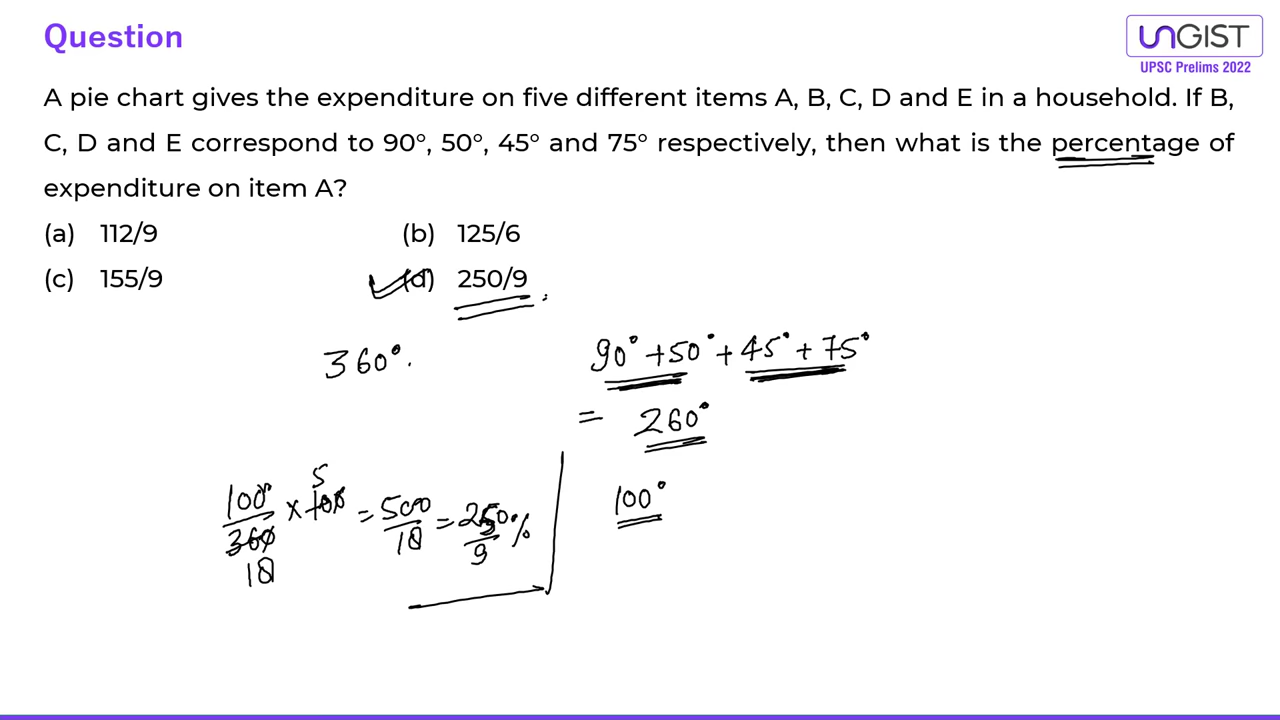 Question
UNGIST
UPSC Prelims 2022
A pie chart gives the expenditure on five different items A, B, C, D and E in a household. If B,
C, D and E correspond to 90°, 50°, 45° and 75° respectively, then what is the percentage of
expenditure on item A?
(a) 112/9 (b) 125/6
(c) 155/9 (d) 250/9
360°. 90° + 50° + 45° + 75°
= 260°
100°/360 × 100 = 500/18 = 250/9 %
5
18
100°